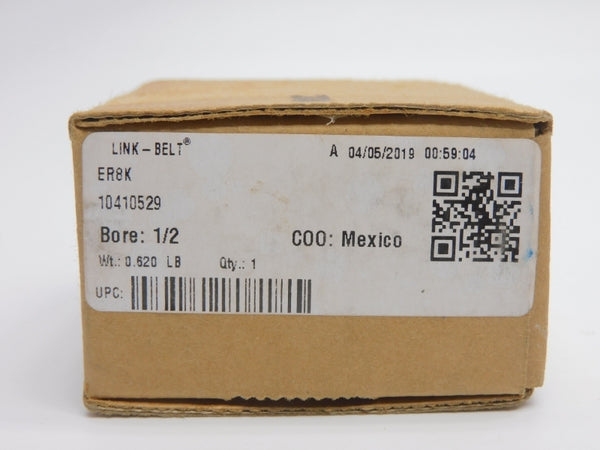 LINK-BELT® A 04/05/2019 00:59:04
ER8K
10410529
Bore: 1/2 COO: Mexico
Wt.: 0.620 LB Qty.: 1
UPC: